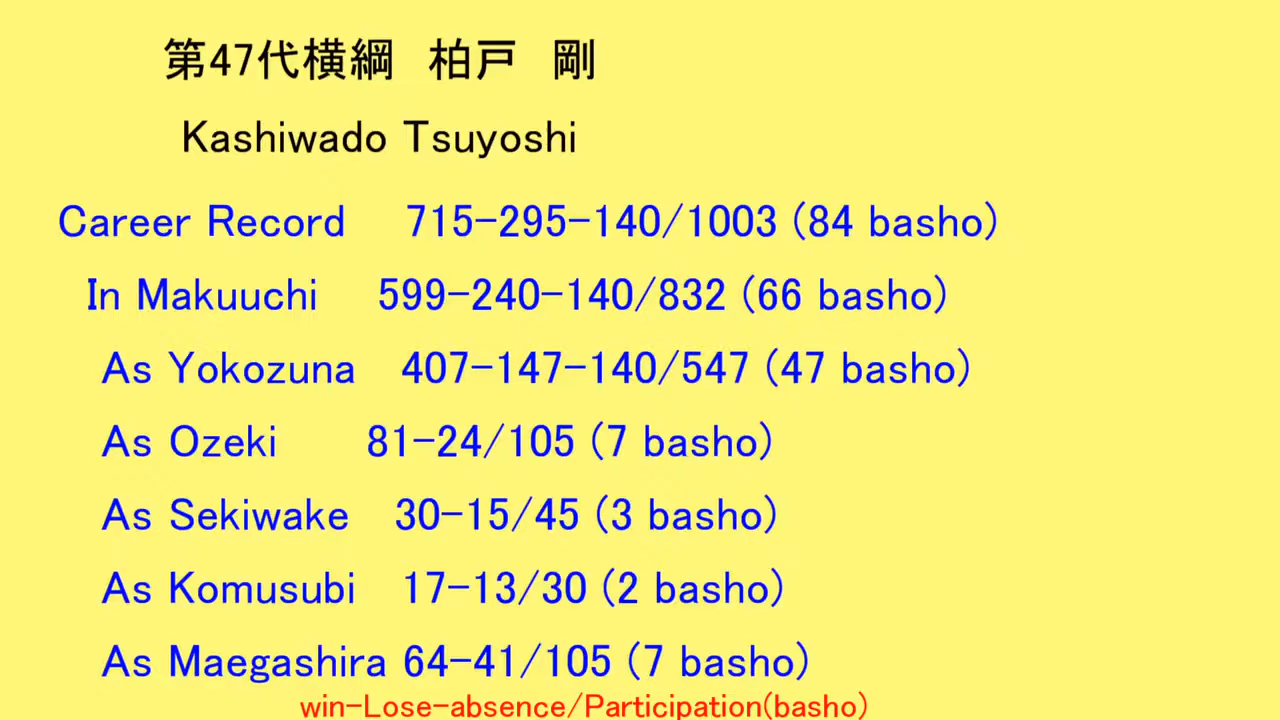 第47代横綱　柏戸　剛
Kashiwado Tsuyoshi
Career Record 715-295-140/1003 (84 basho)
In Makuuchi 599-240-140/832 (66 basho)
As Yokozuna 407-147-140/547 (47 basho)
As Ozeki 81-24/105 (7 basho)
As Sekiwake 30-15/45 (3 basho)
As Komusubi 17-13/30 (2 basho)
As Maegashira 64-41/105 (7 basho)
win-Lose-absence/Participation(basho)